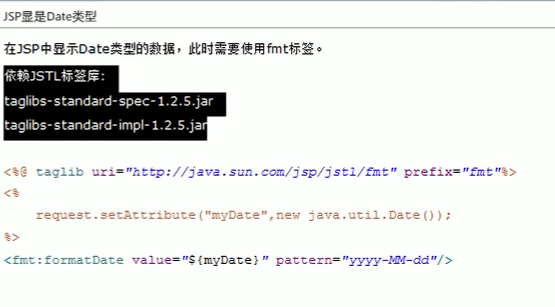 JSP显是Date类型
在JSP中显示Date类型的数据，此时需要使用fmt标签。
依赖JSTL标签库：
taglibs-standard-spec-1.2.5.jar
taglibs-standard-impl-1.2.5.jar
<%@ taglib uri="http://java.sun.com/jsp/jstl/fmt" prefix="fmt"%>
<%
request.setAttribute("myDate",new java.util.Date());
%>
<fmt:formatDate value="${myDate}" pattern="yyyy-MM-dd"/>